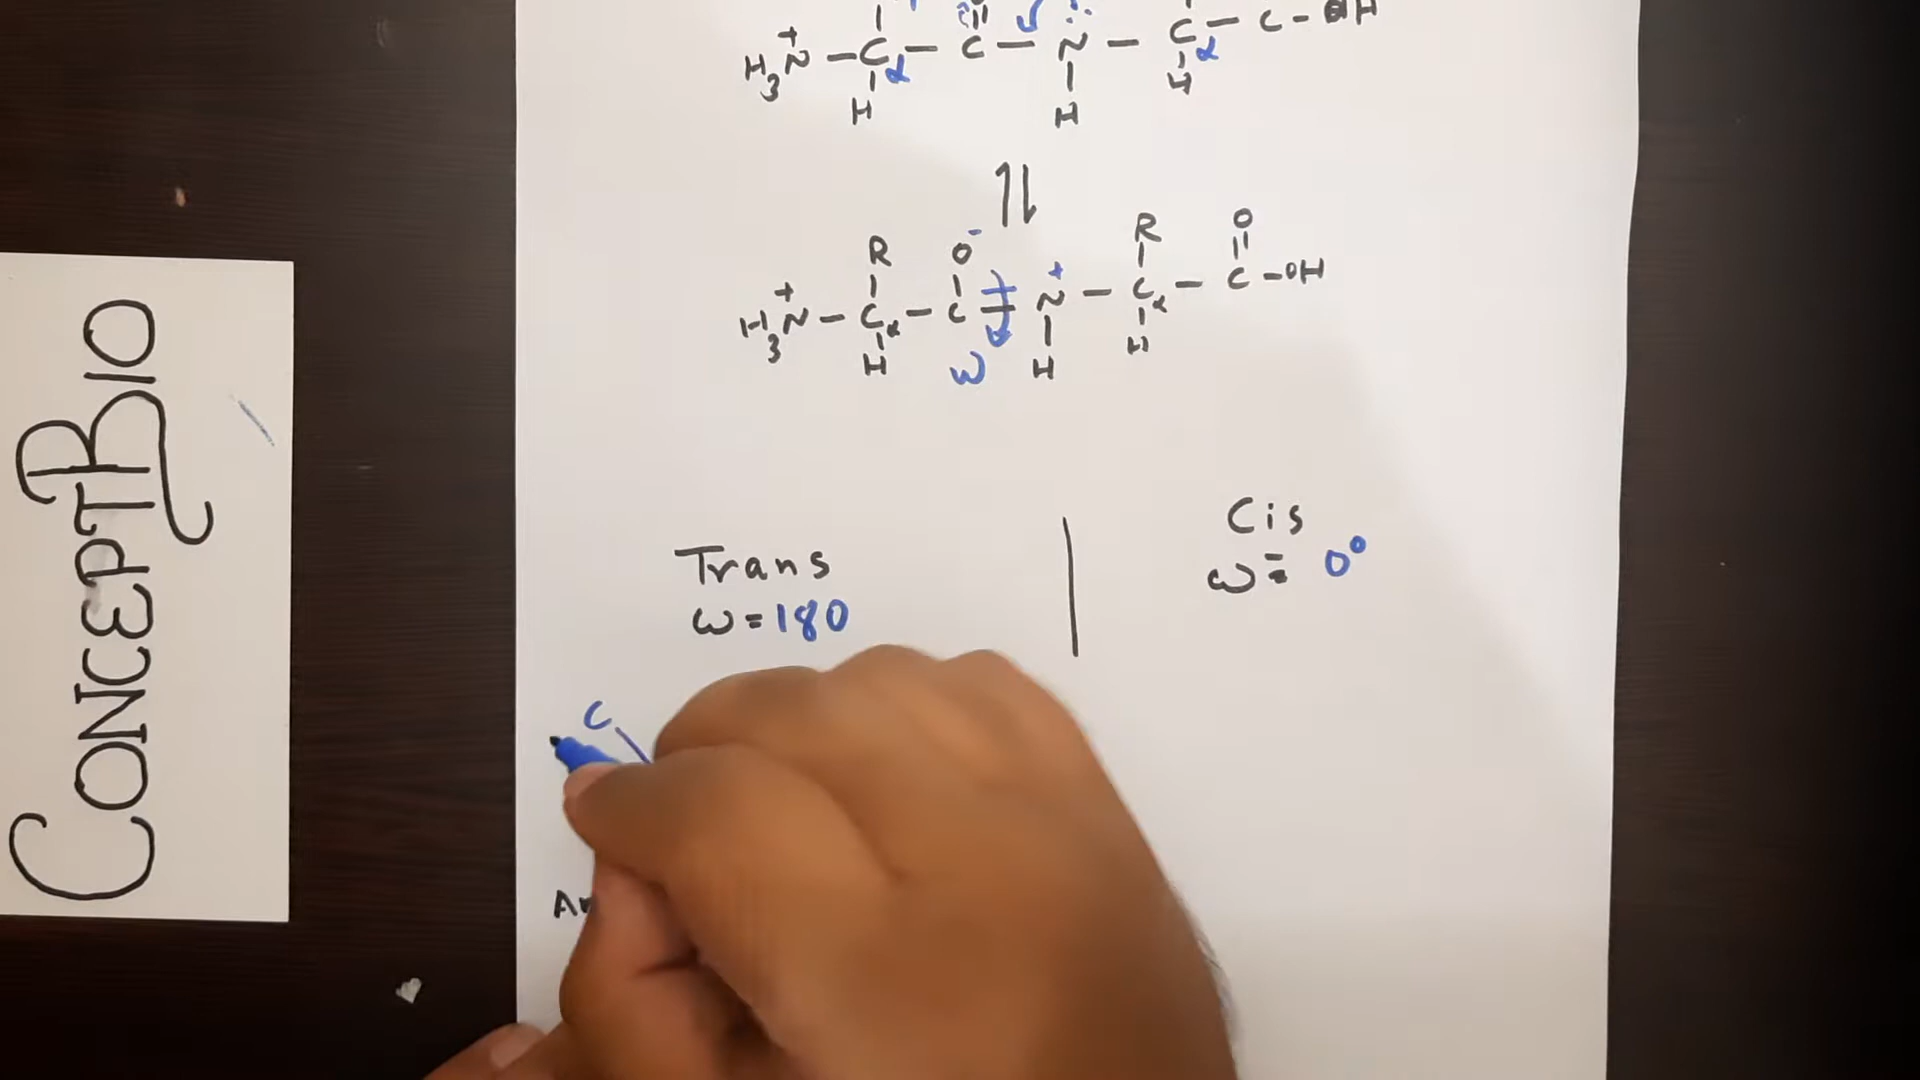 H₃N⁺ – Cα – C – N̈ – Cα – C – OH
H H H
⇌
R O⁻ R O
H₃N⁺ – Cα – C = N⁺ – Cα – C – OH
H ω H H
Trans
ω = 180
Cis
ω = 0°
C
CONCEPTBIO